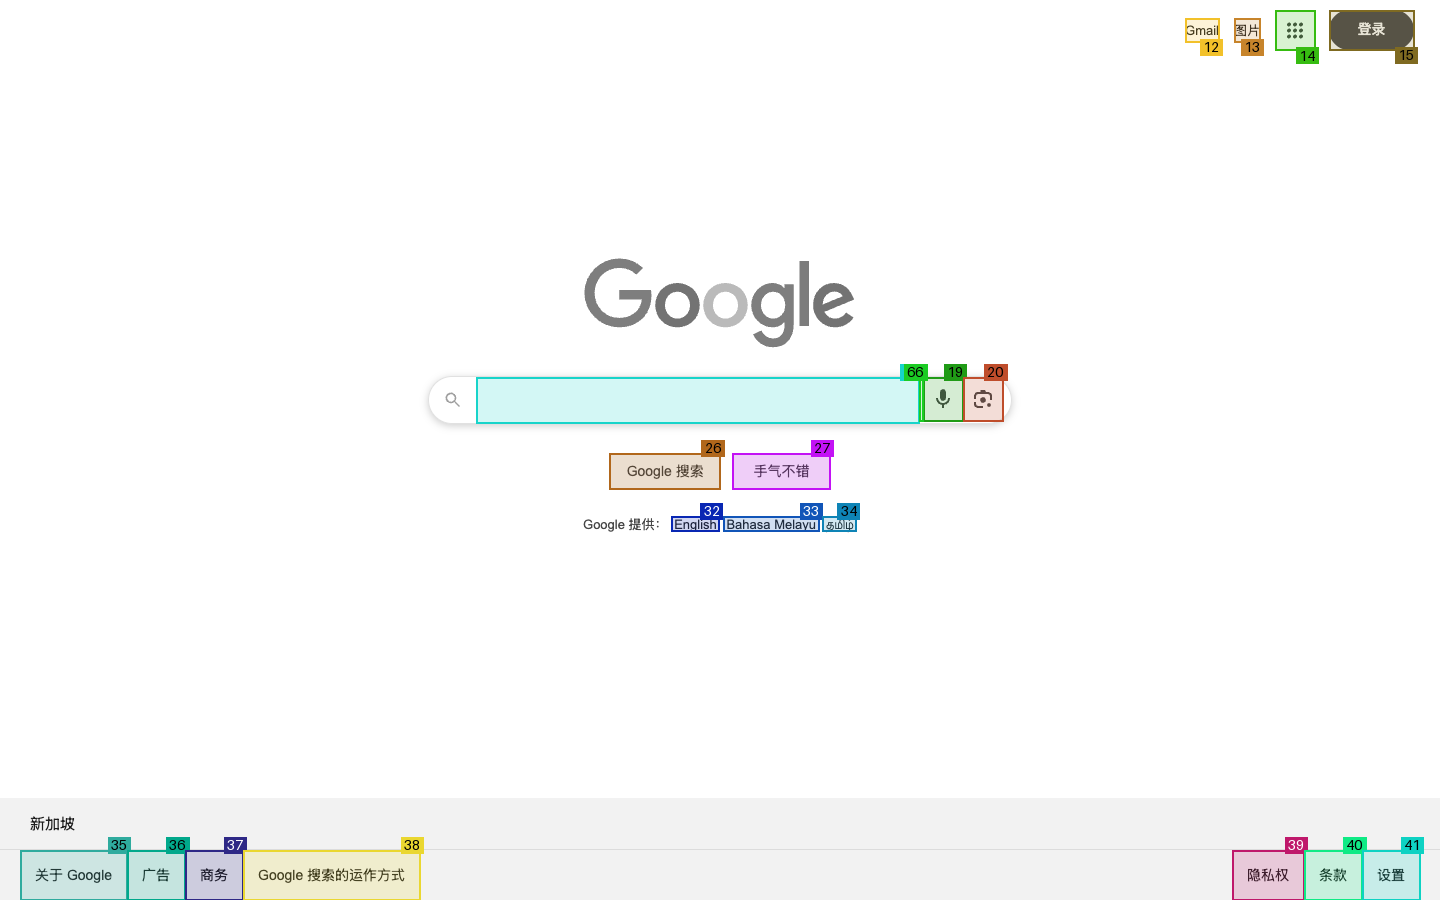 Gmail 图片 登录
12 13 14 15
Google
66 19 20
26 27
Google 搜索 手气不错
32 33 34
Google 提供： English Bahasa Melayu தமிழ்
新加坡
35 36 37 38 39 40 41
关于 Google 广告 商务 Google 搜索的运作方式 隐私权 条款 设置